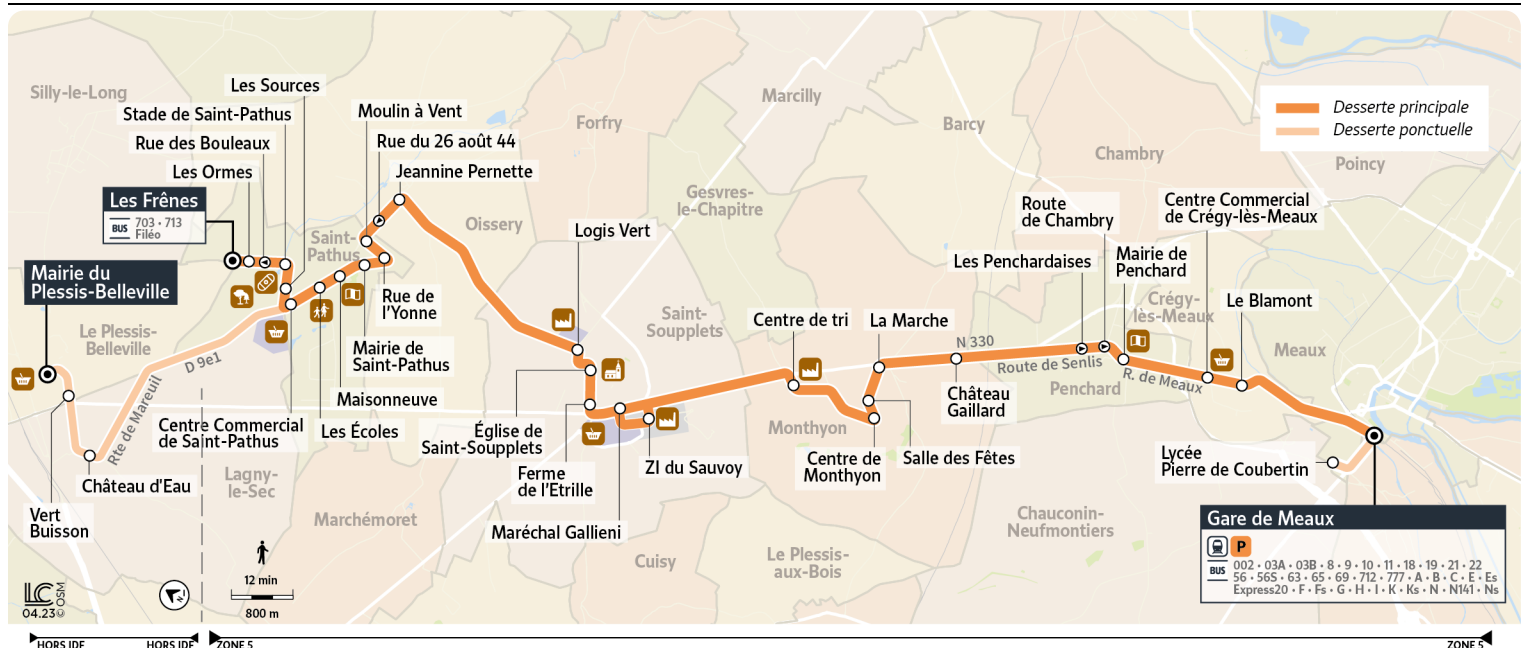 Silly-le-Long
Les Sources
Stade de Saint-Pathus
Rue des Bouleaux
Les Ormes
Les Frênes
BUS
703 • 713
Filéo
Mairie du
Plessis-Belleville
Le Plessis-
Belleville
Vert
Buisson
Château d'Eau
Rte de Mareuil
D 9e1
Centre Commercial
de Saint-Pathus
Lagny-
le-Sec
Saint-
Pathus
Moulin à Vent
Rue du 26 août 44
Jeannine Pernette
Rue de
l'Yonne
Mairie de
Saint-Pathus
Maisonneuve
Les Écoles
Marchémoret
Oissery
Forfry
Marcilly
Gesvres-
le-Chapitre
Logis Vert
Église de
Saint-Soupplets
Ferme
de l'Etrille
Maréchal Gallieni
ZI du Sauvoy
Saint-
Soupplets
Cuisy
Le Plessis-
aux-Bois
Centre de tri
La Marche
Monthyon
Centre de
Monthyon
Salle des Fêtes
Château
Gaillard
N 330
Route de Senlis
Barcy
Chambry
Les Penchardaises
Route
de Chambry
Mairie de
Penchard
Penchard
R. de Meaux
Crégy-
lès-Meaux
Centre Commercial
de Crégy-lès-Meaux
Le Blamont
Meaux
Poincy
Desserte principale
Desserte ponctuelle
Chauconin-
Neufmontiers
Lycée
Pierre de Coubertin
Gare de Meaux
P
BUS
002 • 03A • 03B • 8 • 9 • 10 • 11 • 18 • 19 • 21 • 22
56 • 56S • 63 • 65 • 69 • 712 • 777 • A • B • C • E • Es
Express20 • F • Fs • G • H • I • K • Ks • N • N141 • Ns
12 min
800 m
N
LC
04.23 © OSM
HORS IDF
HORS IDF
ZONE 5
ZONE 5